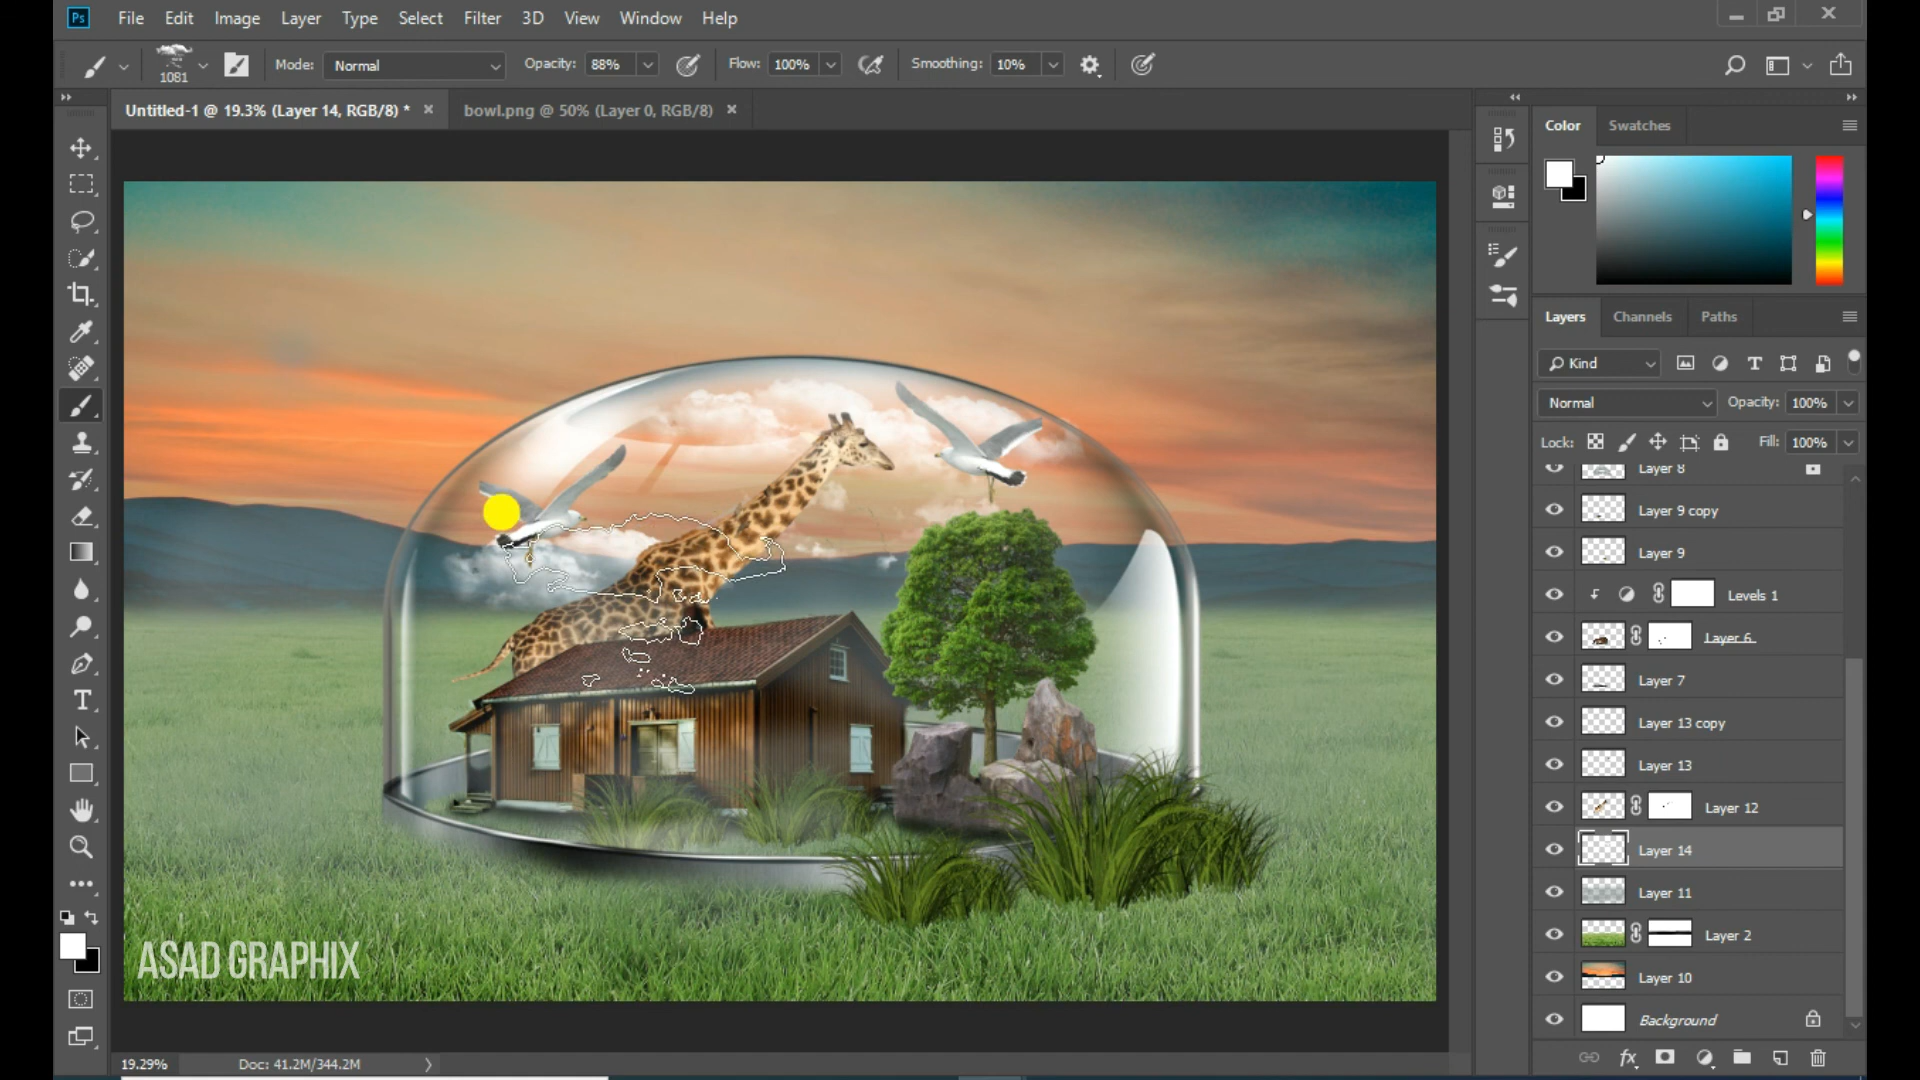 Ps File Edit Image Layer Type Select Filter 3D View Window Help
1081 Mode: Normal Opacity: 88% Flow: 100% Smoothing: 10%
Untitled-1 @ 19.3% (Layer 14, RGB/8) * × bowl.png @ 50% (Layer 0, RGB/8) ×
Color Swatches
Layers Channels Paths
Kind
Normal Opacity: 100%
Lock: Fill: 100%
Layer 8
Layer 9 copy
Layer 9
Levels 1
Layer 6
Layer 7
Layer 13 copy
Layer 13
Layer 12
Layer 14
Layer 11
Layer 2
Layer 10
Background
ASAD GRAPHIX
19.29% Doc: 41.2M/344.2M